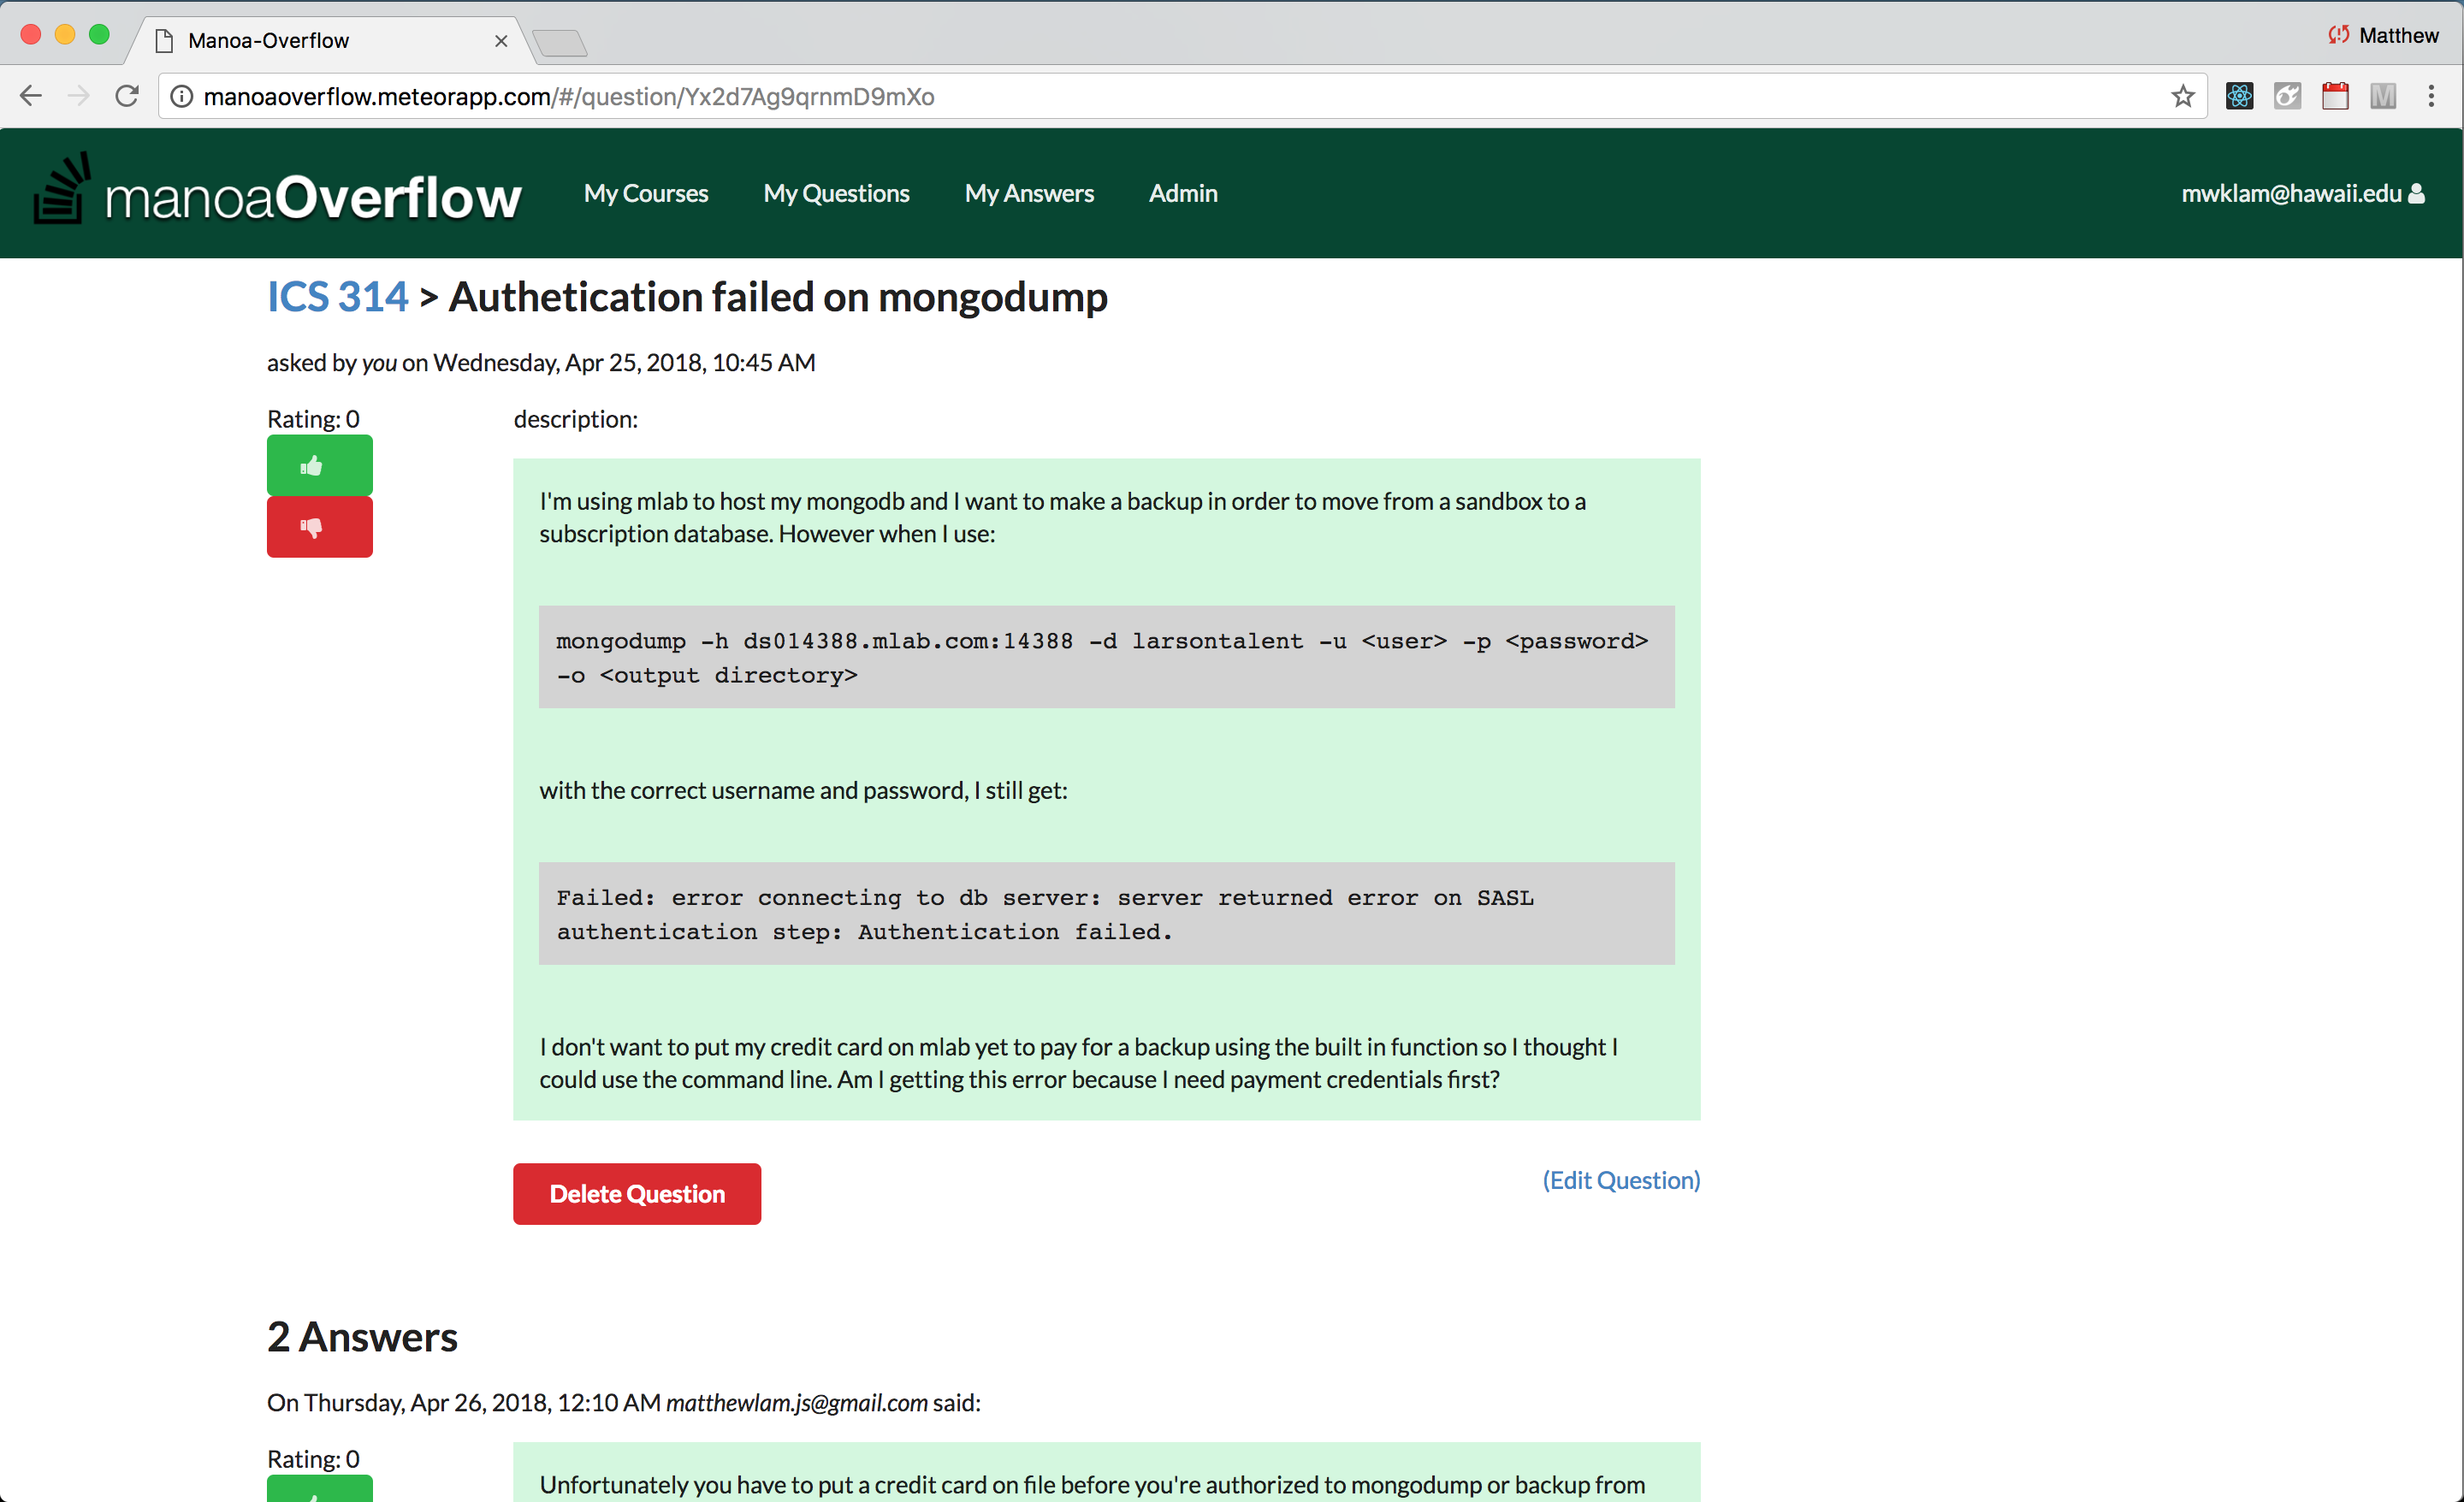 Manoa-Overflow
Matthew
manoaoverflow.meteorapp.com/#/question/Yx2d7Ag9qrnmD9mXo
M
manoaOverflow My Courses My Questions My Answers Admin mwklam@hawaii.edu
ICS 314 > Authetication failed on mongodump
asked by you on Wednesday, Apr 25, 2018, 10:45 AM
Rating: 0
description:
I'm using mlab to host my mongodb and I want to make a backup in order to move from a sandbox to a
subscription database. However when I use:
mongodump -h ds014388.mlab.com:14388 -d larsontalent -u <user> -p <password>
-o <output directory>
with the correct username and password, I still get:
Failed: error connecting to db server: server returned error on SASL
authentication step: Authentication failed.
I don't want to put my credit card on mlab yet to pay for a backup using the built in function so I thought I
could use the command line. Am I getting this error because I need payment credentials first?
Delete Question
(Edit Question)
2 Answers
On Thursday, Apr 26, 2018, 12:10 AM matthewlam.js@gmail.com said:
Rating: 0
Unfortunately you have to put a credit card on file before you're authorized to mongodump or backup from